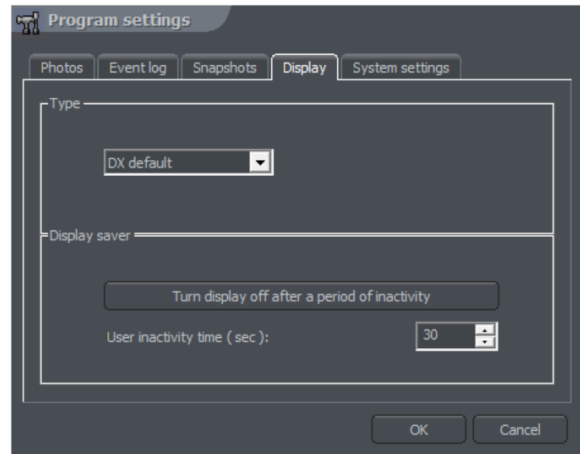 Program settings
Photos Event log Snapshots Display System settings
Type
DX default
Display saver
Turn display off after a period of inactivity
User inactivity time ( sec ): 30
OK Cancel